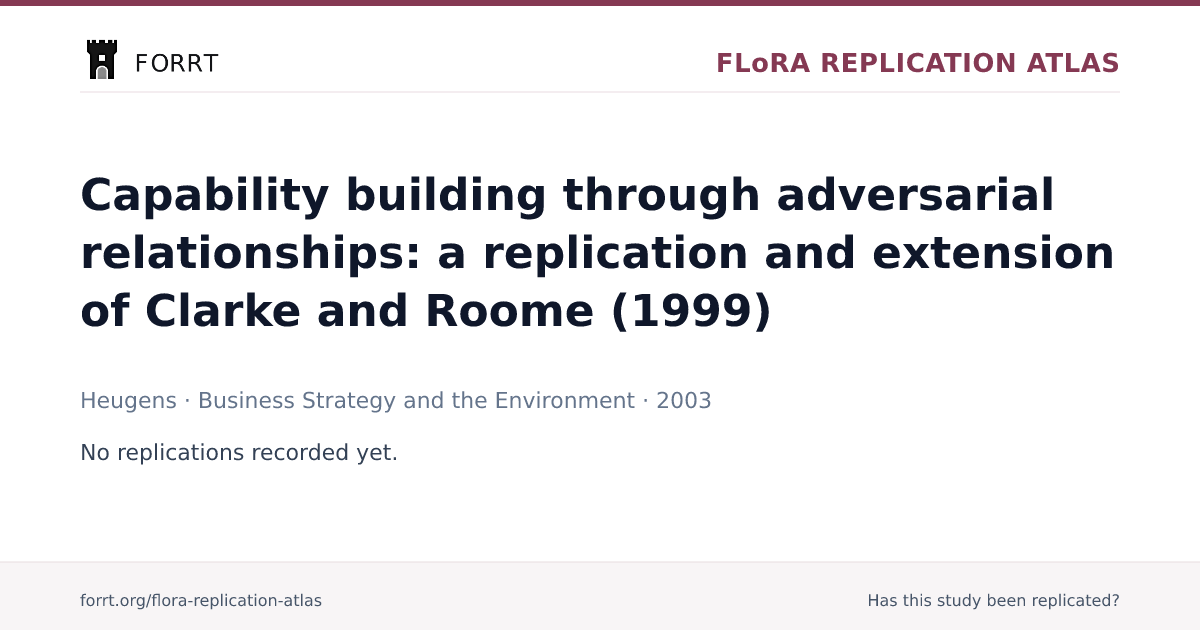 FORRT
FLoRA REPLICATION ATLAS
Capability building through adversarial
relationships: a replication and extension
of Clarke and Roome (1999)
Heugens · Business Strategy and the Environment · 2003
No replications recorded yet.
forrt.org/flora-replication-atlas
Has this study been replicated?